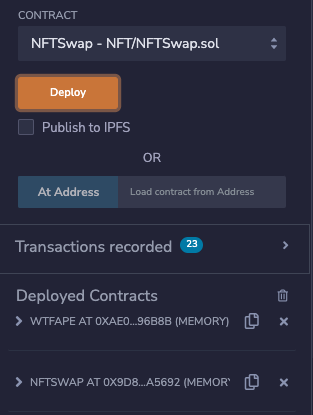 CONTRACT
NFTSwap - NFT/NFTSwap.sol
Deploy
Publish to IPFS
OR
At Address Load contract from Address
Transactions recorded 23
Deployed Contracts
WTFAPE AT 0XAE0...96B8B (MEMORY)
NFTSWAP AT 0X9D8...A5692 (MEMOR